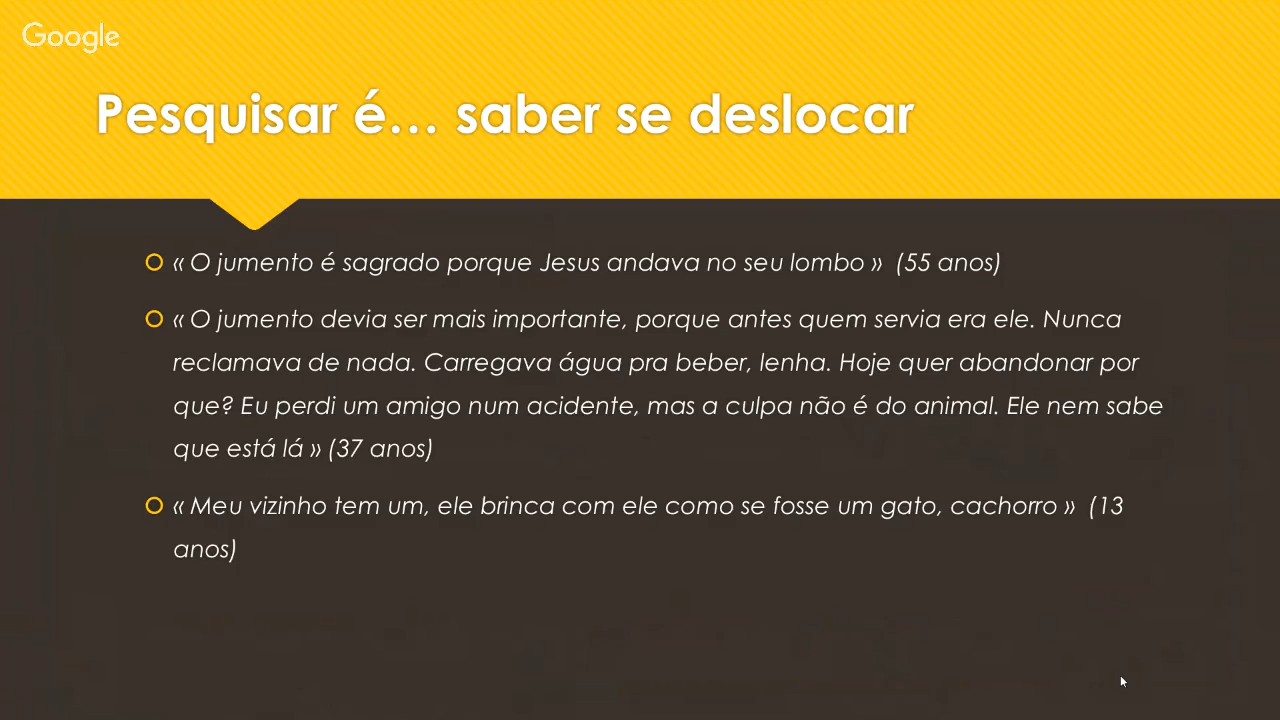 Google
Pesquisar é... saber se deslocar
« O jumento é sagrado porque Jesus andava no seu lombo » (55 anos)
« O jumento devia ser mais importante, porque antes quem servia era ele. Nunca
reclamava de nada. Carregava água pra beber, lenha. Hoje quer abandonar por
que? Eu perdi um amigo num acidente, mas a culpa não é do animal. Ele nem sabe
que está lá » (37 anos)
« Meu vizinho tem um, ele brinca com ele como se fosse um gato, cachorro » (13
anos)